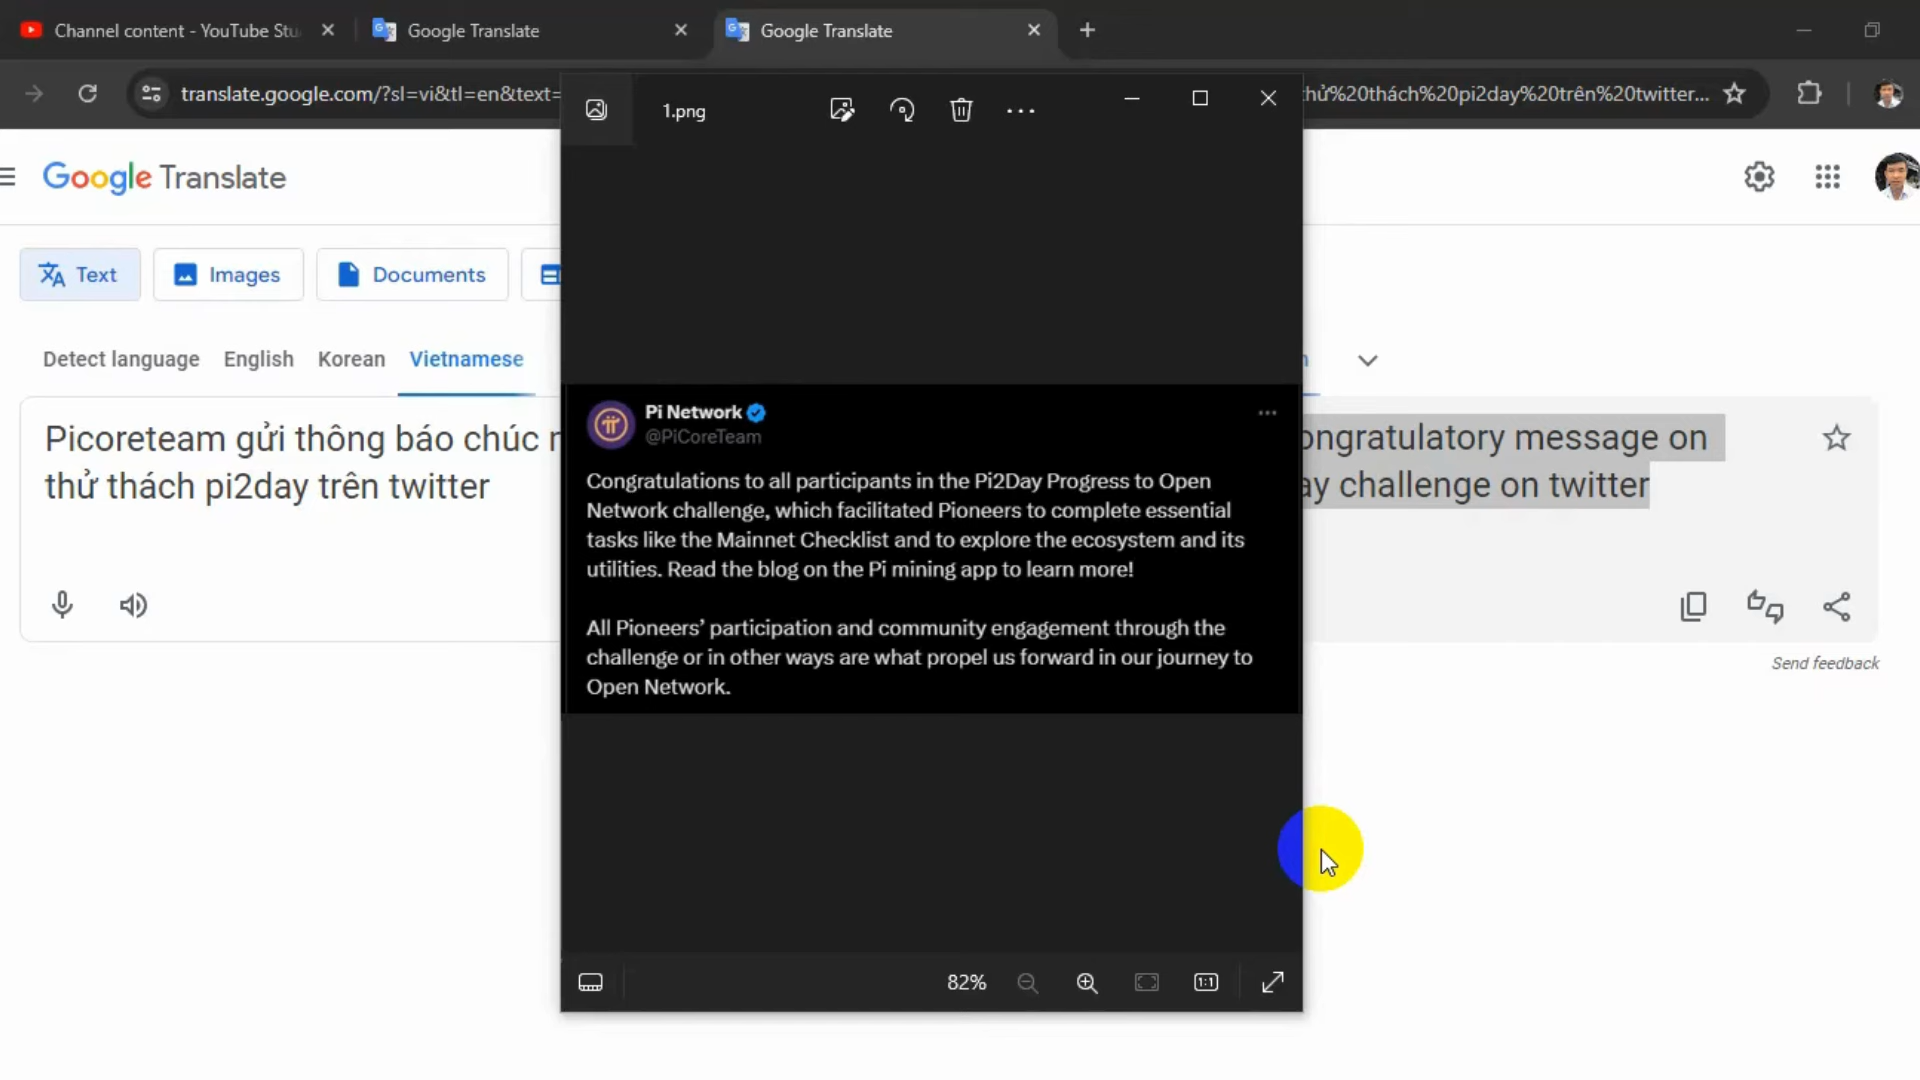 Channel content - YouTube Stu
Google Translate
Google Translate
translate.google.com/?sl=vi&tl=en&text=
hử%20thách%20pi2day%20trên%20twitter...
1.png
Google Translate
Text
Images
Documents
Detect language
English
Korean
Vietnamese
Picoreteam gửi thông báo chúc
thử thách pi2day trên twitter
ongratulatory message on
ay challenge on twitter
Send feedback
Pi Network
@PiCoreTeam
Congratulations to all participants in the Pi2Day Progress to Open
Network challenge, which facilitated Pioneers to complete essential
tasks like the Mainnet Checklist and to explore the ecosystem and its
utilities. Read the blog on the Pi mining app to learn more!
All Pioneers’ participation and community engagement through the
challenge or in other ways are what propel us forward in our journey to
Open Network.
82%
1:1